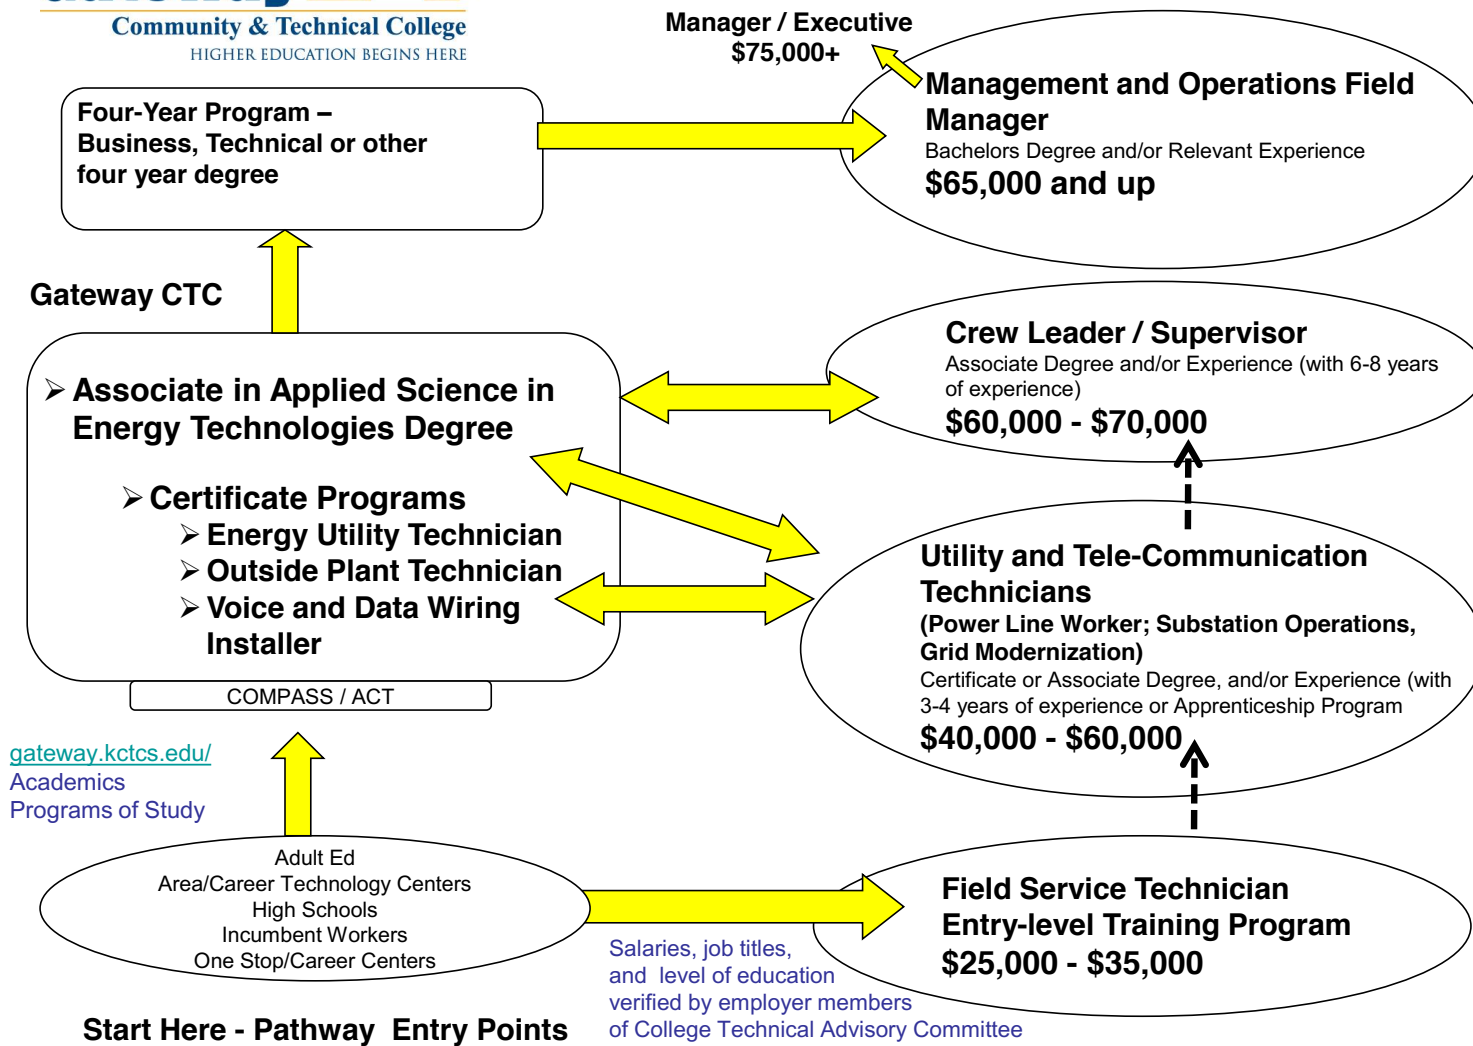 Community & Technical College
HIGHER EDUCATION BEGINS HERE
Manager / Executive
$75,000+
Four-Year Program –
Business, Technical or other
four year degree
Management and Operations Field
Manager
Bachelors Degree and/or Relevant Experience
$65,000 and up
Gateway CTC
➢ Associate in Applied Science in
Energy Technologies Degree
➢ Certificate Programs
➢ Energy Utility Technician
➢ Outside Plant Technician
➢ Voice and Data Wiring
Installer
COMPASS / ACT
Crew Leader / Supervisor
Associate Degree and/or Experience (with 6-8 years
of experience)
$60,000 - $70,000
Utility and Tele-Communication
Technicians
(Power Line Worker; Substation Operations,
Grid Modernization)
Certificate or Associate Degree, and/or Experience (with
3-4 years of experience or Apprenticeship Program
$40,000 - $60,000
gateway.kctcs.edu/
Academics
Programs of Study
Adult Ed
Area/Career Technology Centers
High Schools
Incumbent Workers
One Stop/Career Centers
Field Service Technician
Entry-level Training Program
$25,000 - $35,000
Salaries, job titles,
and level of education
verified by employer members
of College Technical Advisory Committee
Start Here - Pathway Entry Points